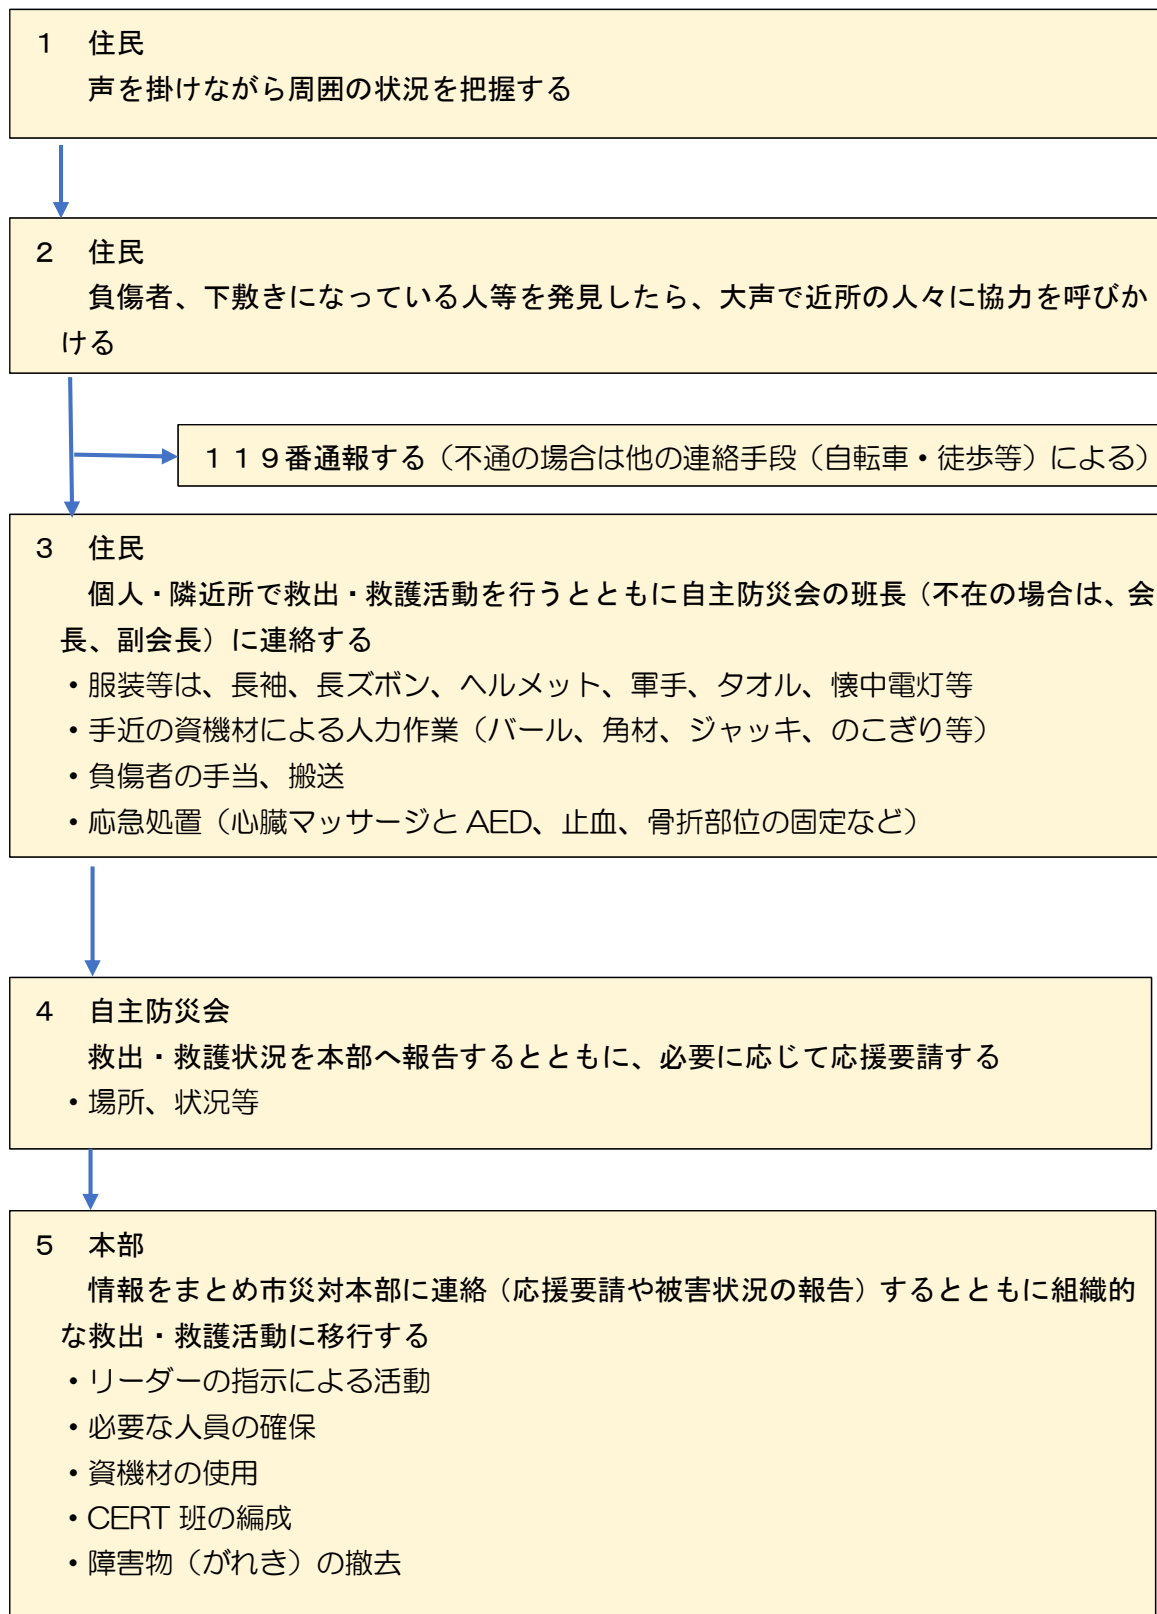 １　住民
声を掛けながら周囲の状況を把握する
２　住民
負傷者、下敷きになっている人等を発見したら、大声で近所の人々に協力を呼びか
ける
１１９番通報する（不通の場合は他の連絡手段（自転車・徒歩等）による）
３　住民
個人・隣近所で救出・救護活動を行うとともに自主防災会の班長（不在の場合は、会
長、副会長）に連絡する
・服装等は、長袖、長ズボン、ヘルメット、軍手、タオル、懐中電灯等
・手近の資機材による人力作業（バール、角材、ジャッキ、のこぎり等）
・負傷者の手当、搬送
・応急処置（心臓マッサージと AED、止血、骨折部位の固定など）
４　自主防災会
救出・救護状況を本部へ報告するとともに、必要に応じて応援要請する
・場所、状況等
５　本部
情報をまとめ市災対本部に連絡（応援要請や被害状況の報告）するとともに組織的
な救出・救護活動に移行する
・リーダーの指示による活動
・必要な人員の確保
・資機材の使用
・CERT 班の編成
・障害物（がれき）の撤去